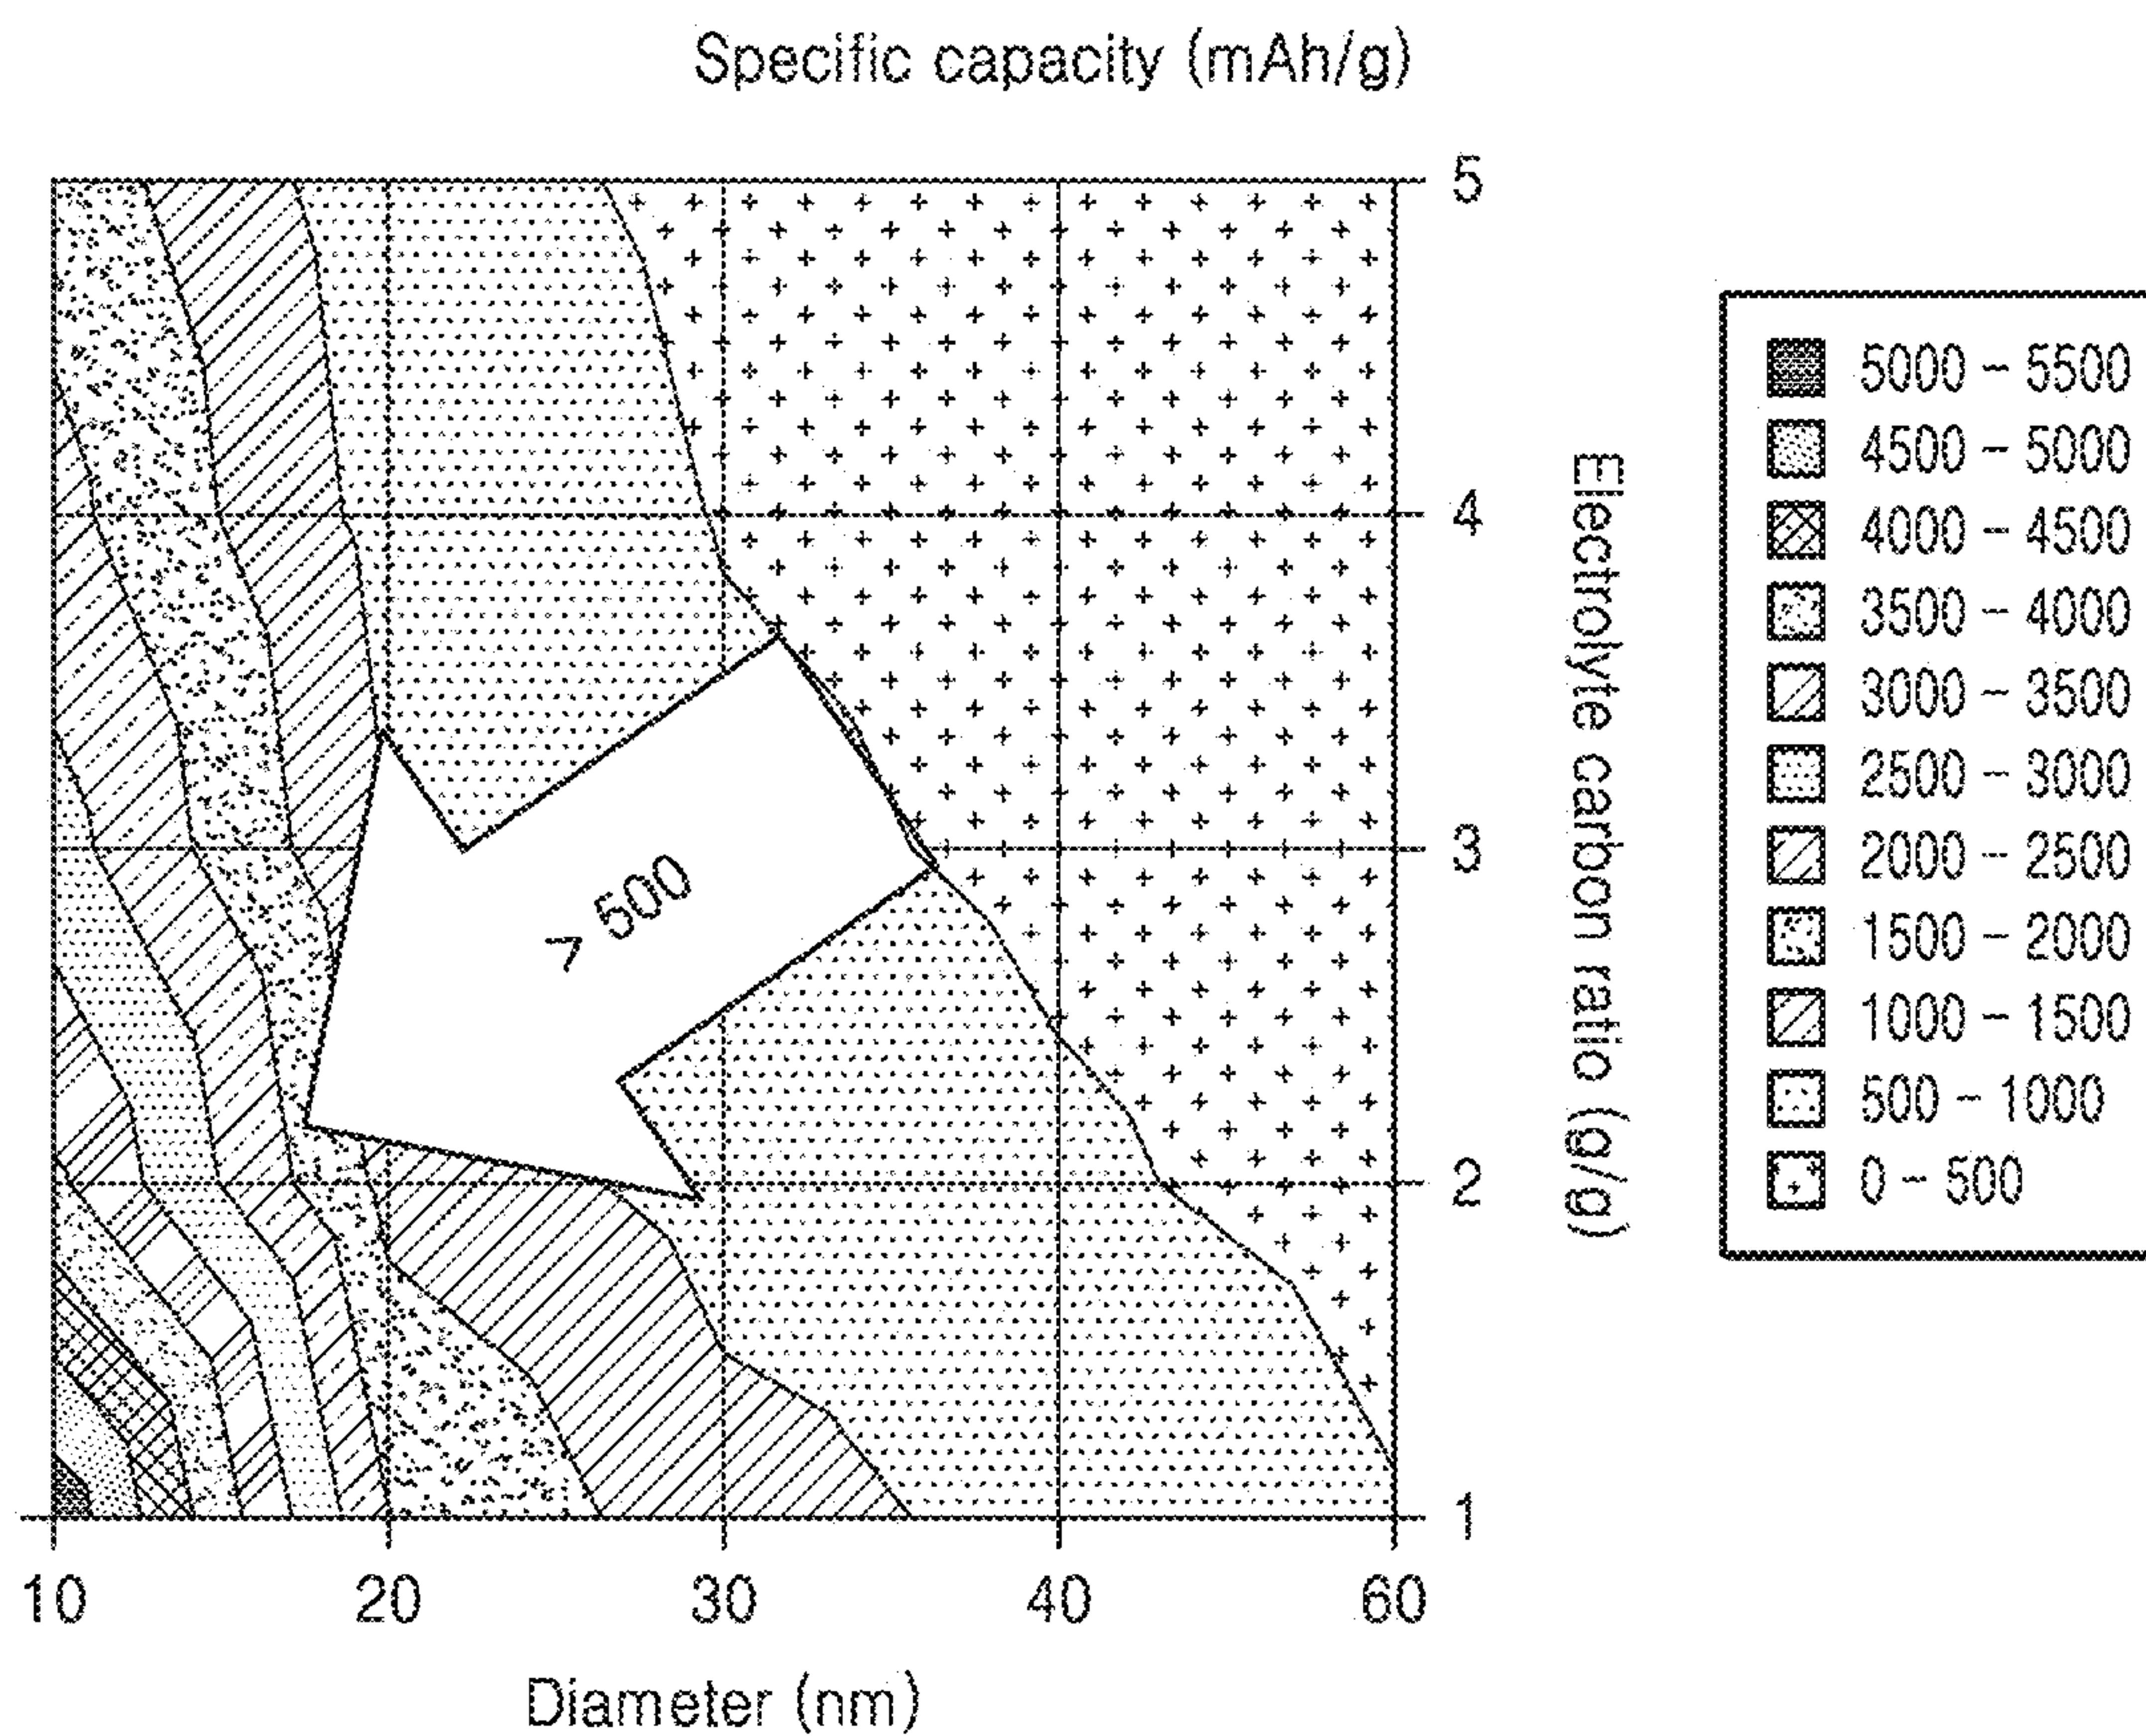 Specific capacity (mAh/g)
5
4
3
2
1
> 500
10
20
30
40
60
Diameter (nm)
Electrolyte carbon ratio (g/g)
5000 – 5500
4500 – 5000
4000 – 4500
3500 – 4000
3000 – 3500
2500 – 3000
2000 – 2500
1500 – 2000
1000 – 1500
500 – 1000
0 – 500